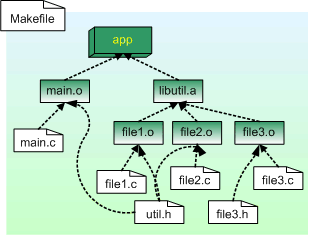 Makefile
app
main.o
libutil.a
main.c
file1.o
file2.o
file3.o
file1.c
file2.c
file3.c
util.h
file3.h